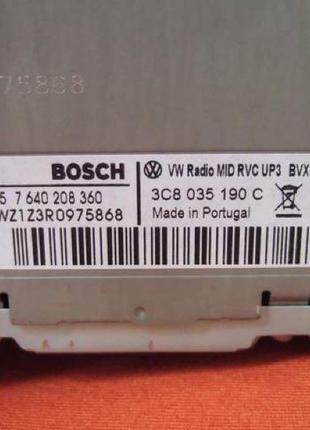 75868
BOSCH
VW Radio MID RVC UP3 BVX
5 7 640 208 360
3C8 035 190 C
VWZ1Z3R0975868
Made in Portugal